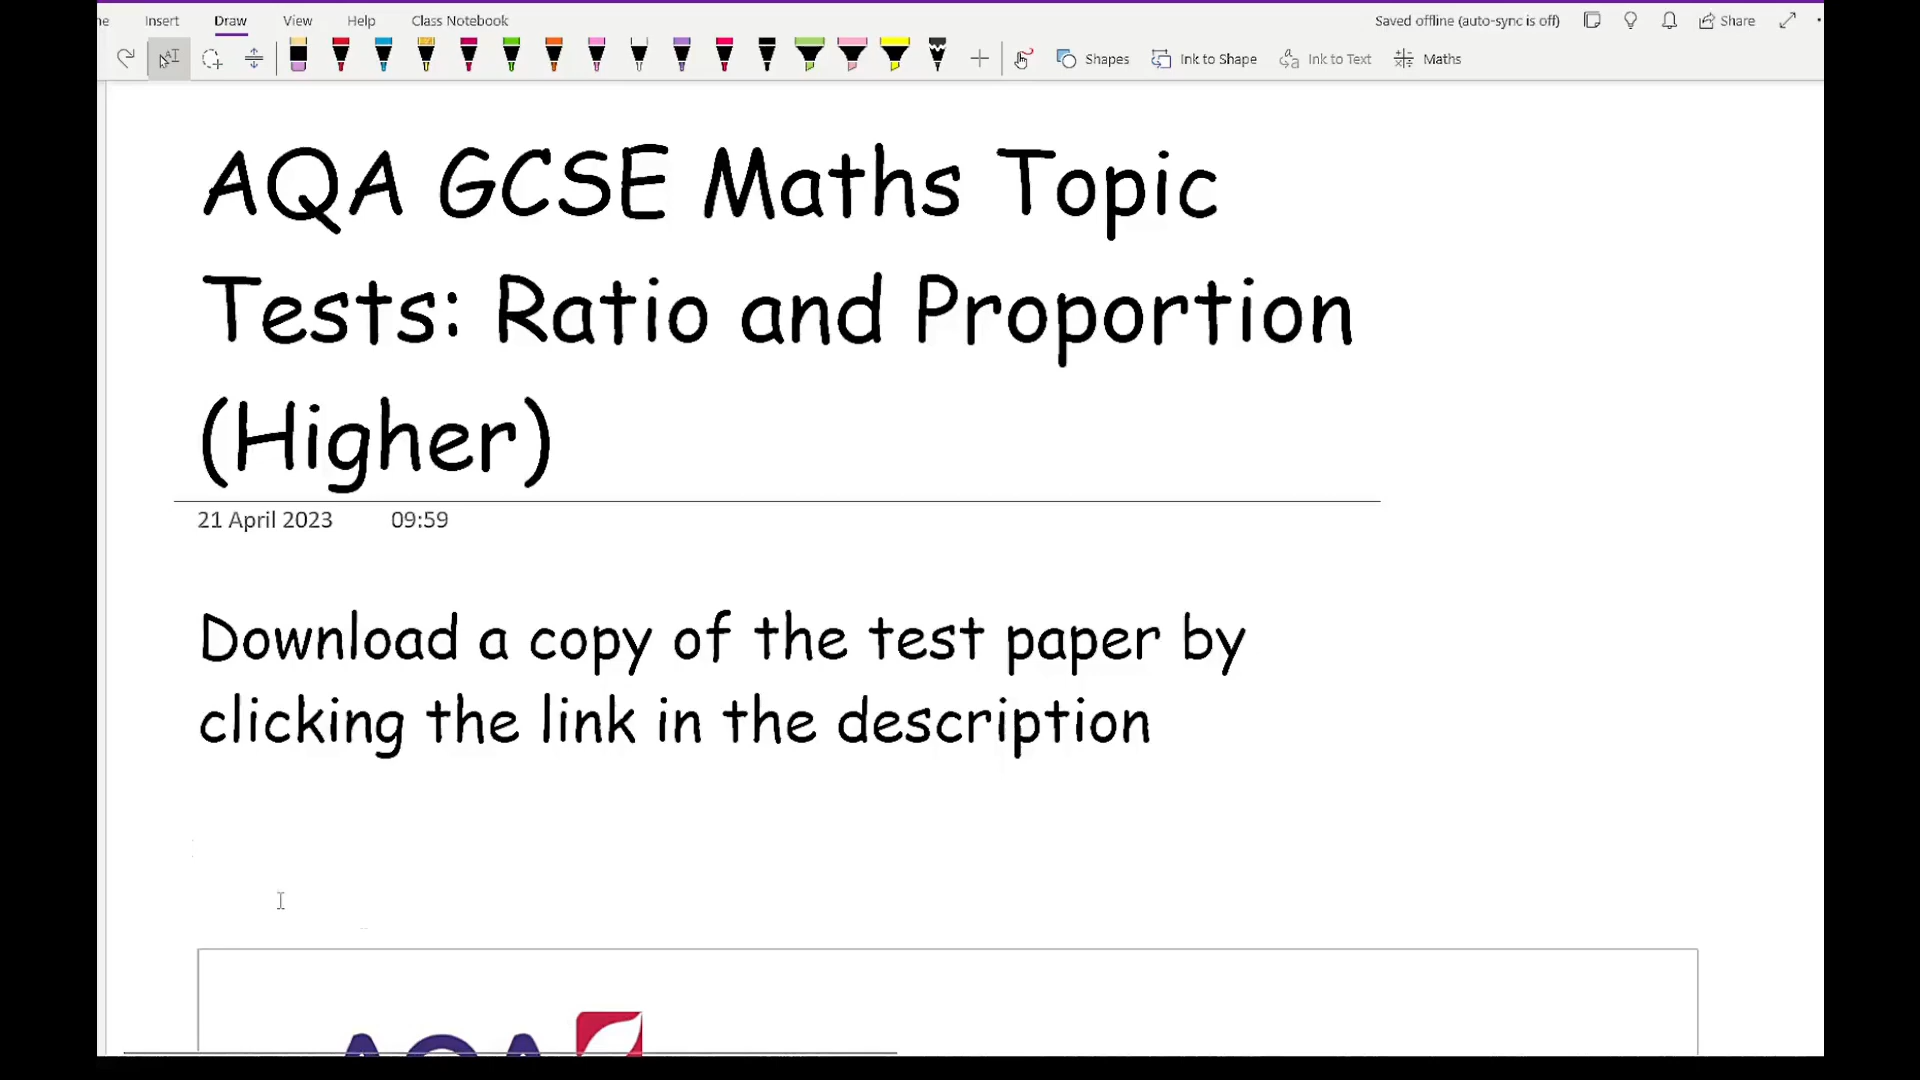 Insert Draw View Help Class Notebook Saved offline (auto-sync is off) Share
Shapes Ink to Shape Ink to Text Maths
AQA GCSE Maths Topic
Tests: Ratio and Proportion
(Higher)
21 April 2023 09:59
Download a copy of the test paper by
clicking the link in the description
AQA